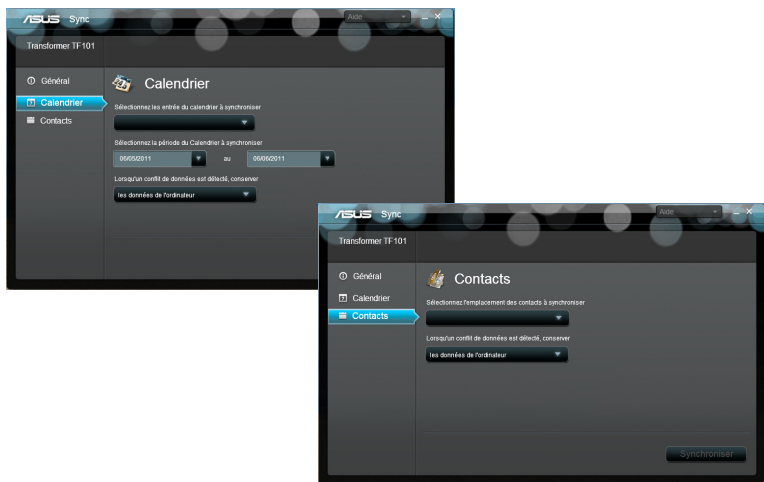 ASUS Sync
Aide
Transformer TF101
Général
Calendrier
Contacts
Calendrier
Sélectionnez les entrée du calendrier à synchroniser
Sélectionnez la période du Calendrier à synchroniser
06/05/2011 au 06/06/2011
Lorsqu'un conflit de données est détecté, conserver
les données de l'ordinateur
ASUS Sync
Aide
Transformer TF101
Général
Calendrier
Contacts
Contacts
Sélectionnez l'emplacement des contacts à synchroniser
Lorsqu'un conflit de données est détecté, conserver
les données de l'ordinateur
Synchroniser